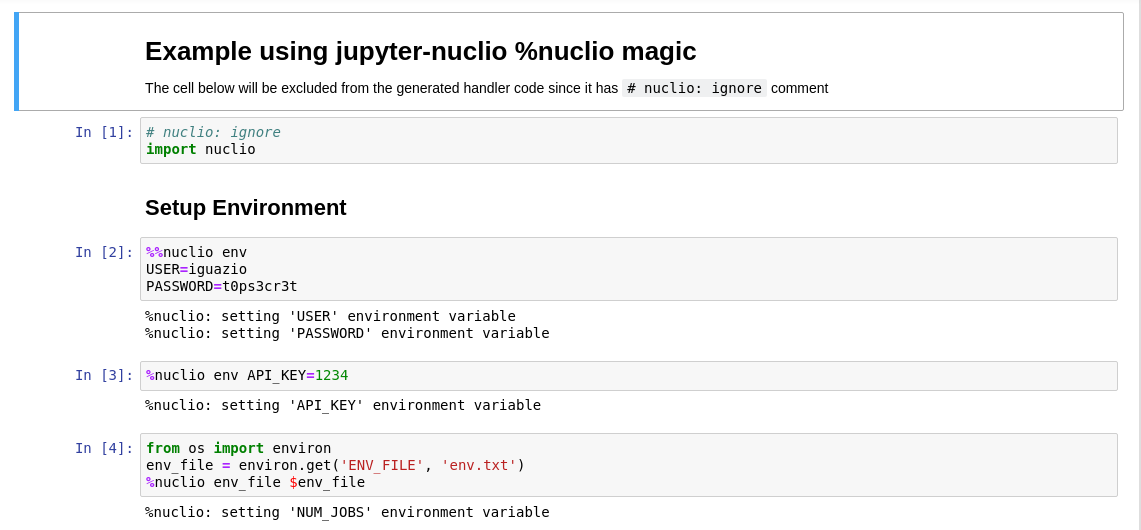 Example using jupyter-nuclio %nuclio magic
The cell below will be excluded from the generated handler code since it has # nuclio: ignore comment
In [1]: # nuclio: ignore
import nuclio
Setup Environment
In [2]: %%nuclio env
USER=iguazio
PASSWORD=t0ps3cr3t
%nuclio: setting 'USER' environment variable
%nuclio: setting 'PASSWORD' environment variable
In [3]: %nuclio env API_KEY=1234
%nuclio: setting 'API_KEY' environment variable
In [4]: from os import environ
env_file = environ.get('ENV_FILE', 'env.txt')
%nuclio env_file $env_file
%nuclio: setting 'NUM_JOBS' environment variable